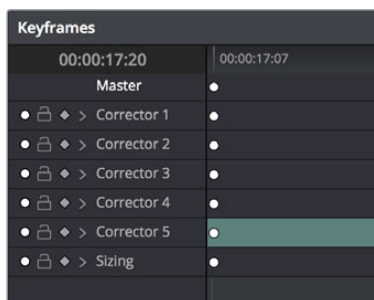 Keyframes
00:00:17:20 00:00:17:07
Master
Corrector 1
Corrector 2
Corrector 3
Corrector 4
Corrector 5
Sizing